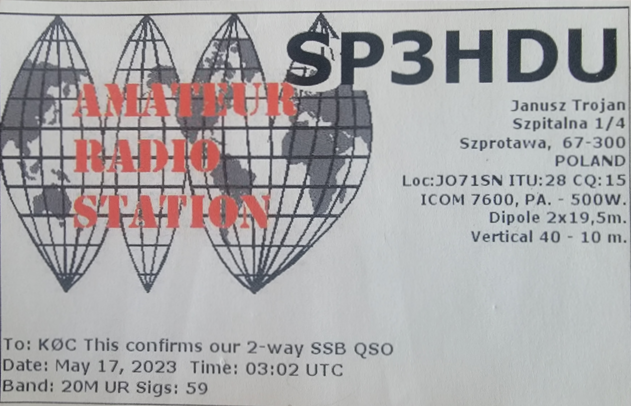 SP3HDU
AMATEUR
RADIO
STATION
Janusz Trojan
Szpitalna 1/4
Szprotawa, 67-300
POLAND
Loc:JO71SN ITU:28 CQ:15
ICOM 7600, PA. - 500W.
Dipole 2x19,5m.
Vertical 40 - 10 m.
To: KØC This confirms our 2-way SSB QSO
Date: May 17, 2023 Time: 03:02 UTC
Band: 20M UR Sigs: 59